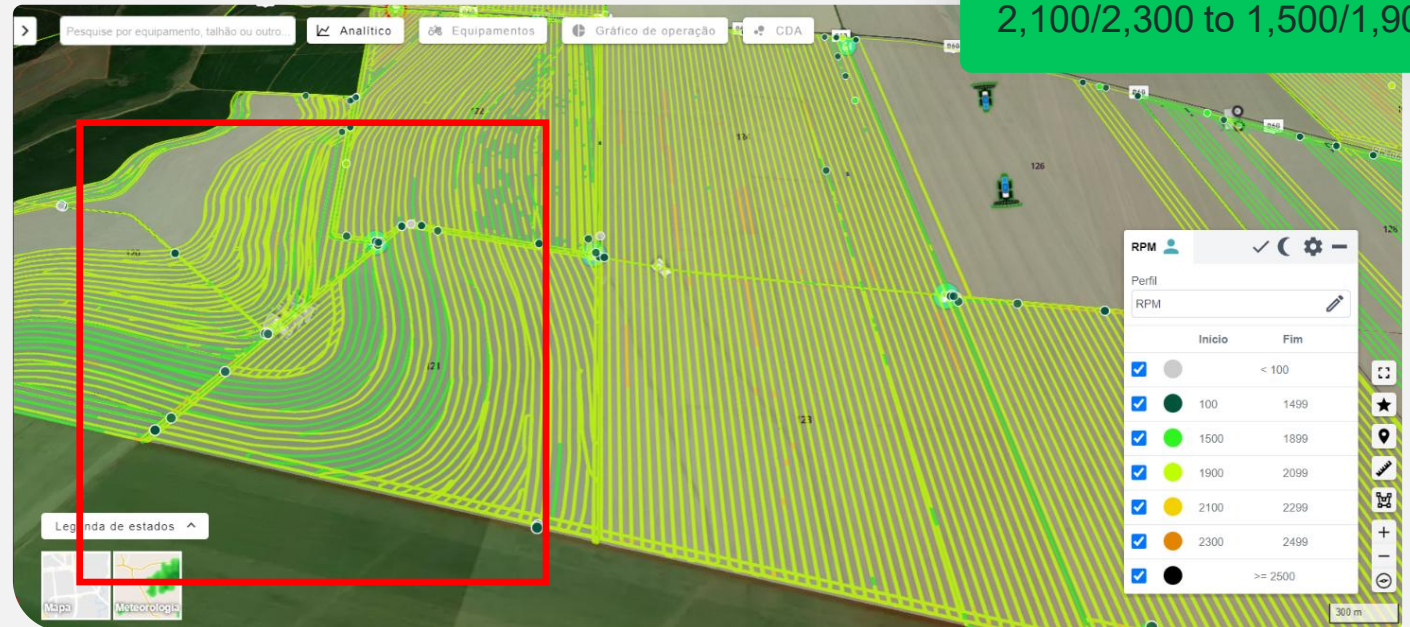 2,100/2,300 to 1,500/1,90
Pesquise por equipamento, talhão ou outro...
Analítico
Equipamentos
Gráfico de operação
CDA
126
126
121
123
RPM
Perfil
RPM
Início Fim
< 100
100 1499
1500 1899
1900 2099
2100 2299
2300 2499
>= 2500
Legenda de estados
Mapa
Meteorologia
300 m